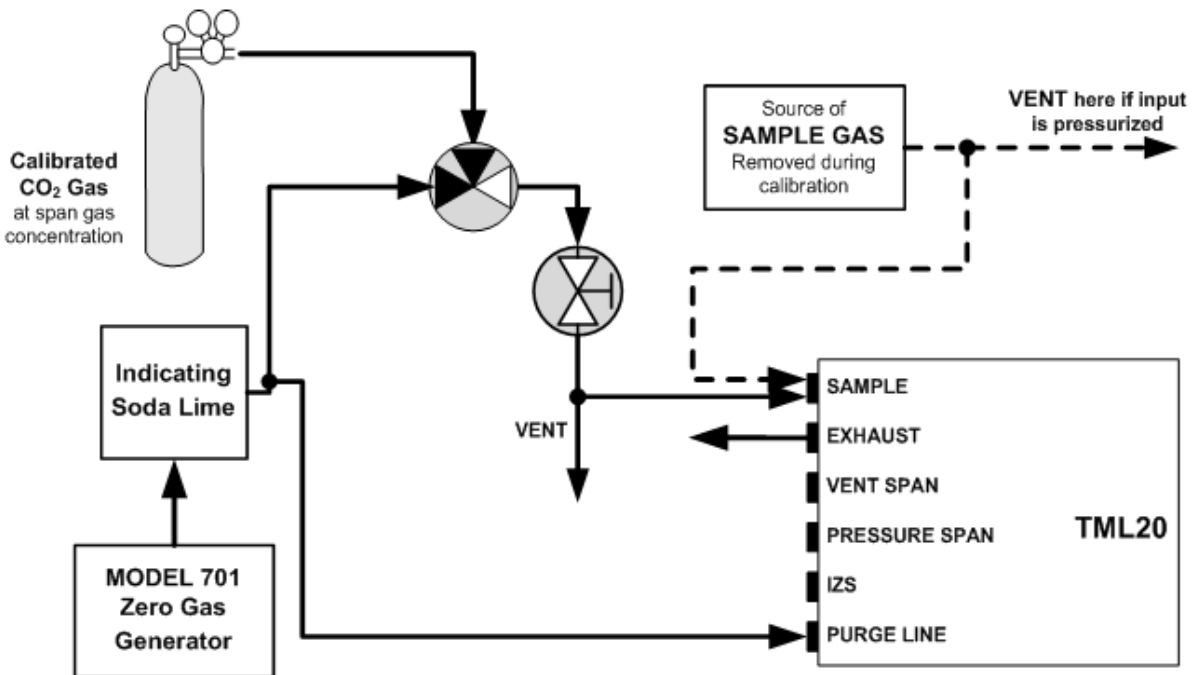 Calibrated
CO₂ Gas
at span gas
concentration
Source of
SAMPLE GAS
Removed during
calibration
VENT here if input
is pressurized
Indicating
Soda Lime
VENT
MODEL 701
Zero Gas
Generator
SAMPLE
EXHAUST
VENT SPAN
PRESSURE SPAN
IZS
PURGE LINE
TML20